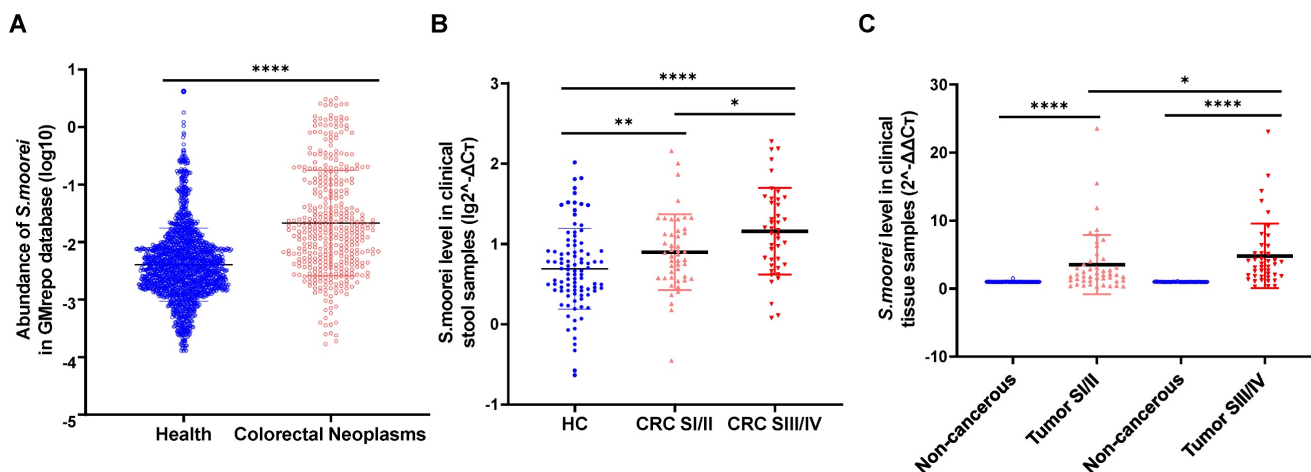 A
Abundance of S.moorei
in GMrepo database (log10)
1
0
-1
-2
-3
-4
-5
****
Health
Colorectal Neoplasms
B
S.moorei level in clinical
stool samples (lg2^-ΔCт)
3
2
1
0
-1
****
*
**
HC
CRC SI/II
CRC SIII/IV
C
S.morei level in clinical
tissue samples (2^-ΔΔCт)
30
20
10
0
-10
*
****
****
Non-cancerous
Tumor SI/II
Non-cancerous
Tumor SIII/IV